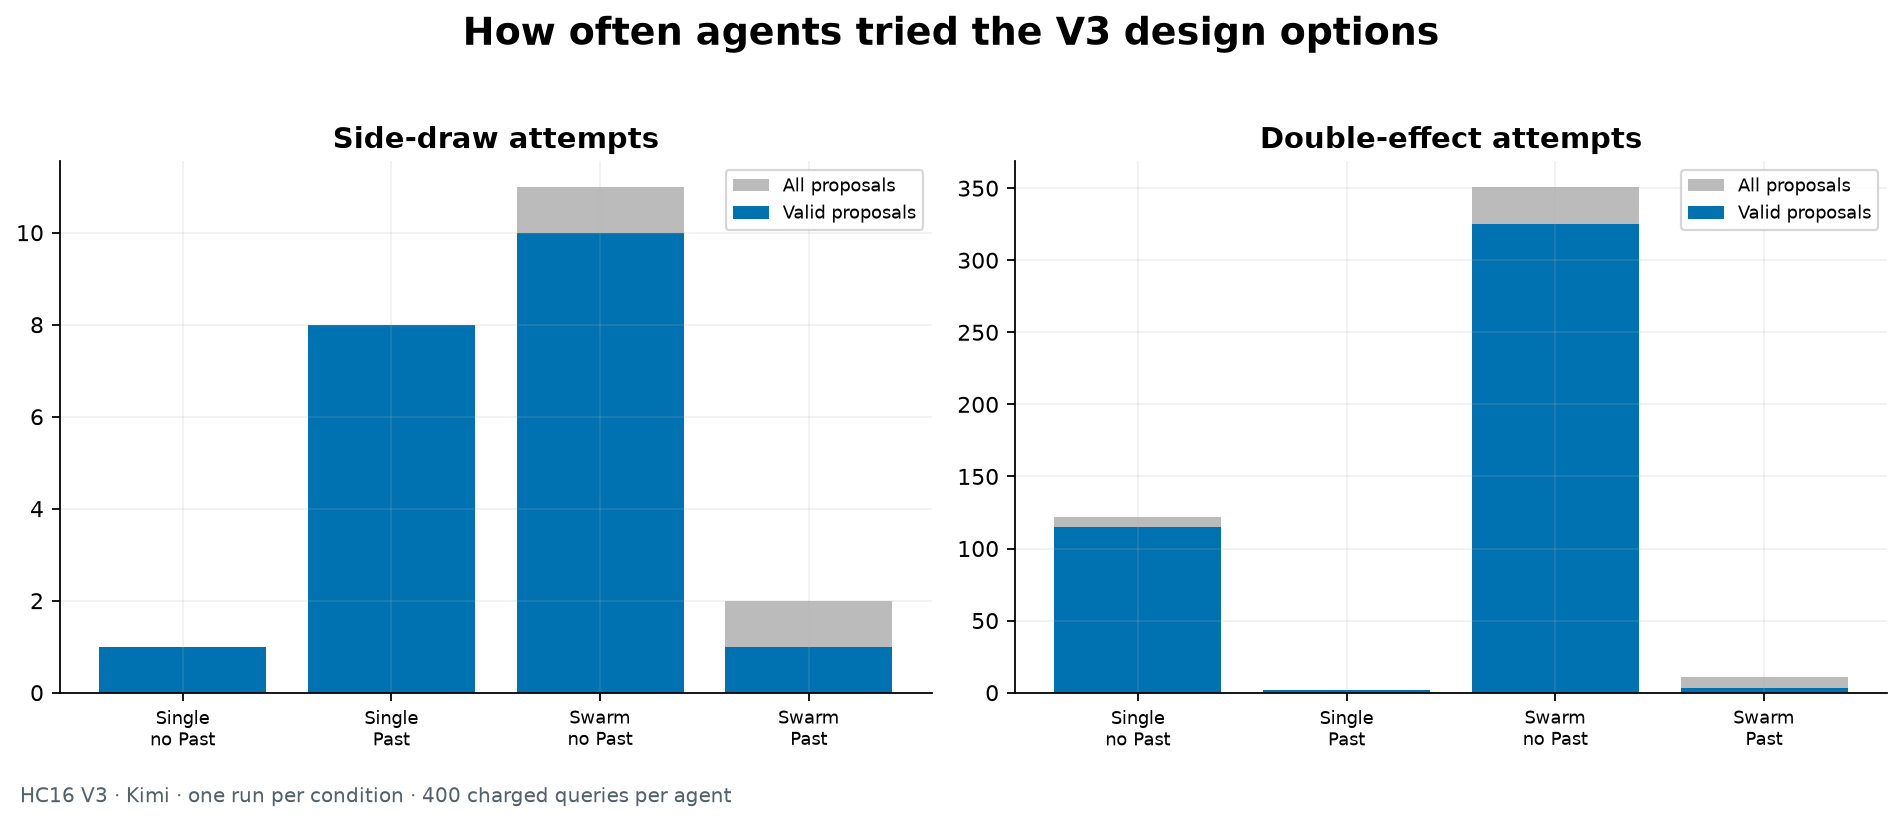 How often agents tried the V3 design options
Side-draw attempts
All proposals
Valid proposals
10
8
6
4
2
0
Single
no Past
Single
Past
Swarm
no Past
Swarm
Past
Double-effect attempts
All proposals
Valid proposals
350
300
250
200
150
100
50
0
Single
no Past
Single
Past
Swarm
no Past
Swarm
Past
HC16 V3 · Kimi · one run per condition · 400 charged queries per agent